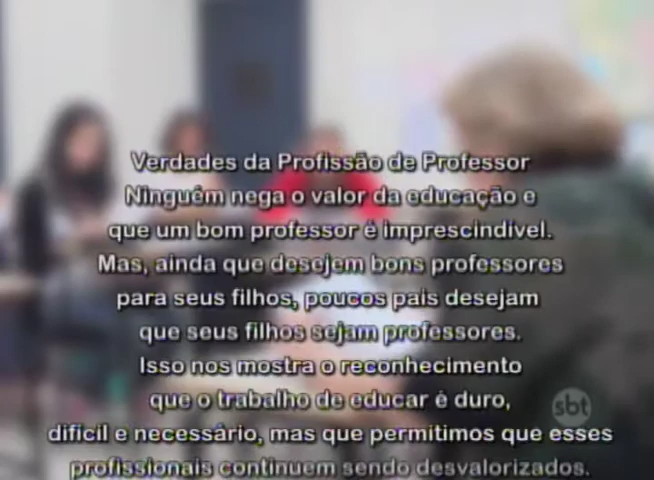 Verdades da Profissão de Professor
Ninguém nega o valor da educação e
que um bom professor é imprescindível.
Mas, ainda que desejem bons professores
para seus filhos, poucos pais desejam
que seus filhos sejam professores.
Isso nos mostra o reconhecimento
que o trabalho de educar é duro,
difícil e necessário, mas que permitimos que esses
profissionais continuem sendo desvalorizados.
sbt